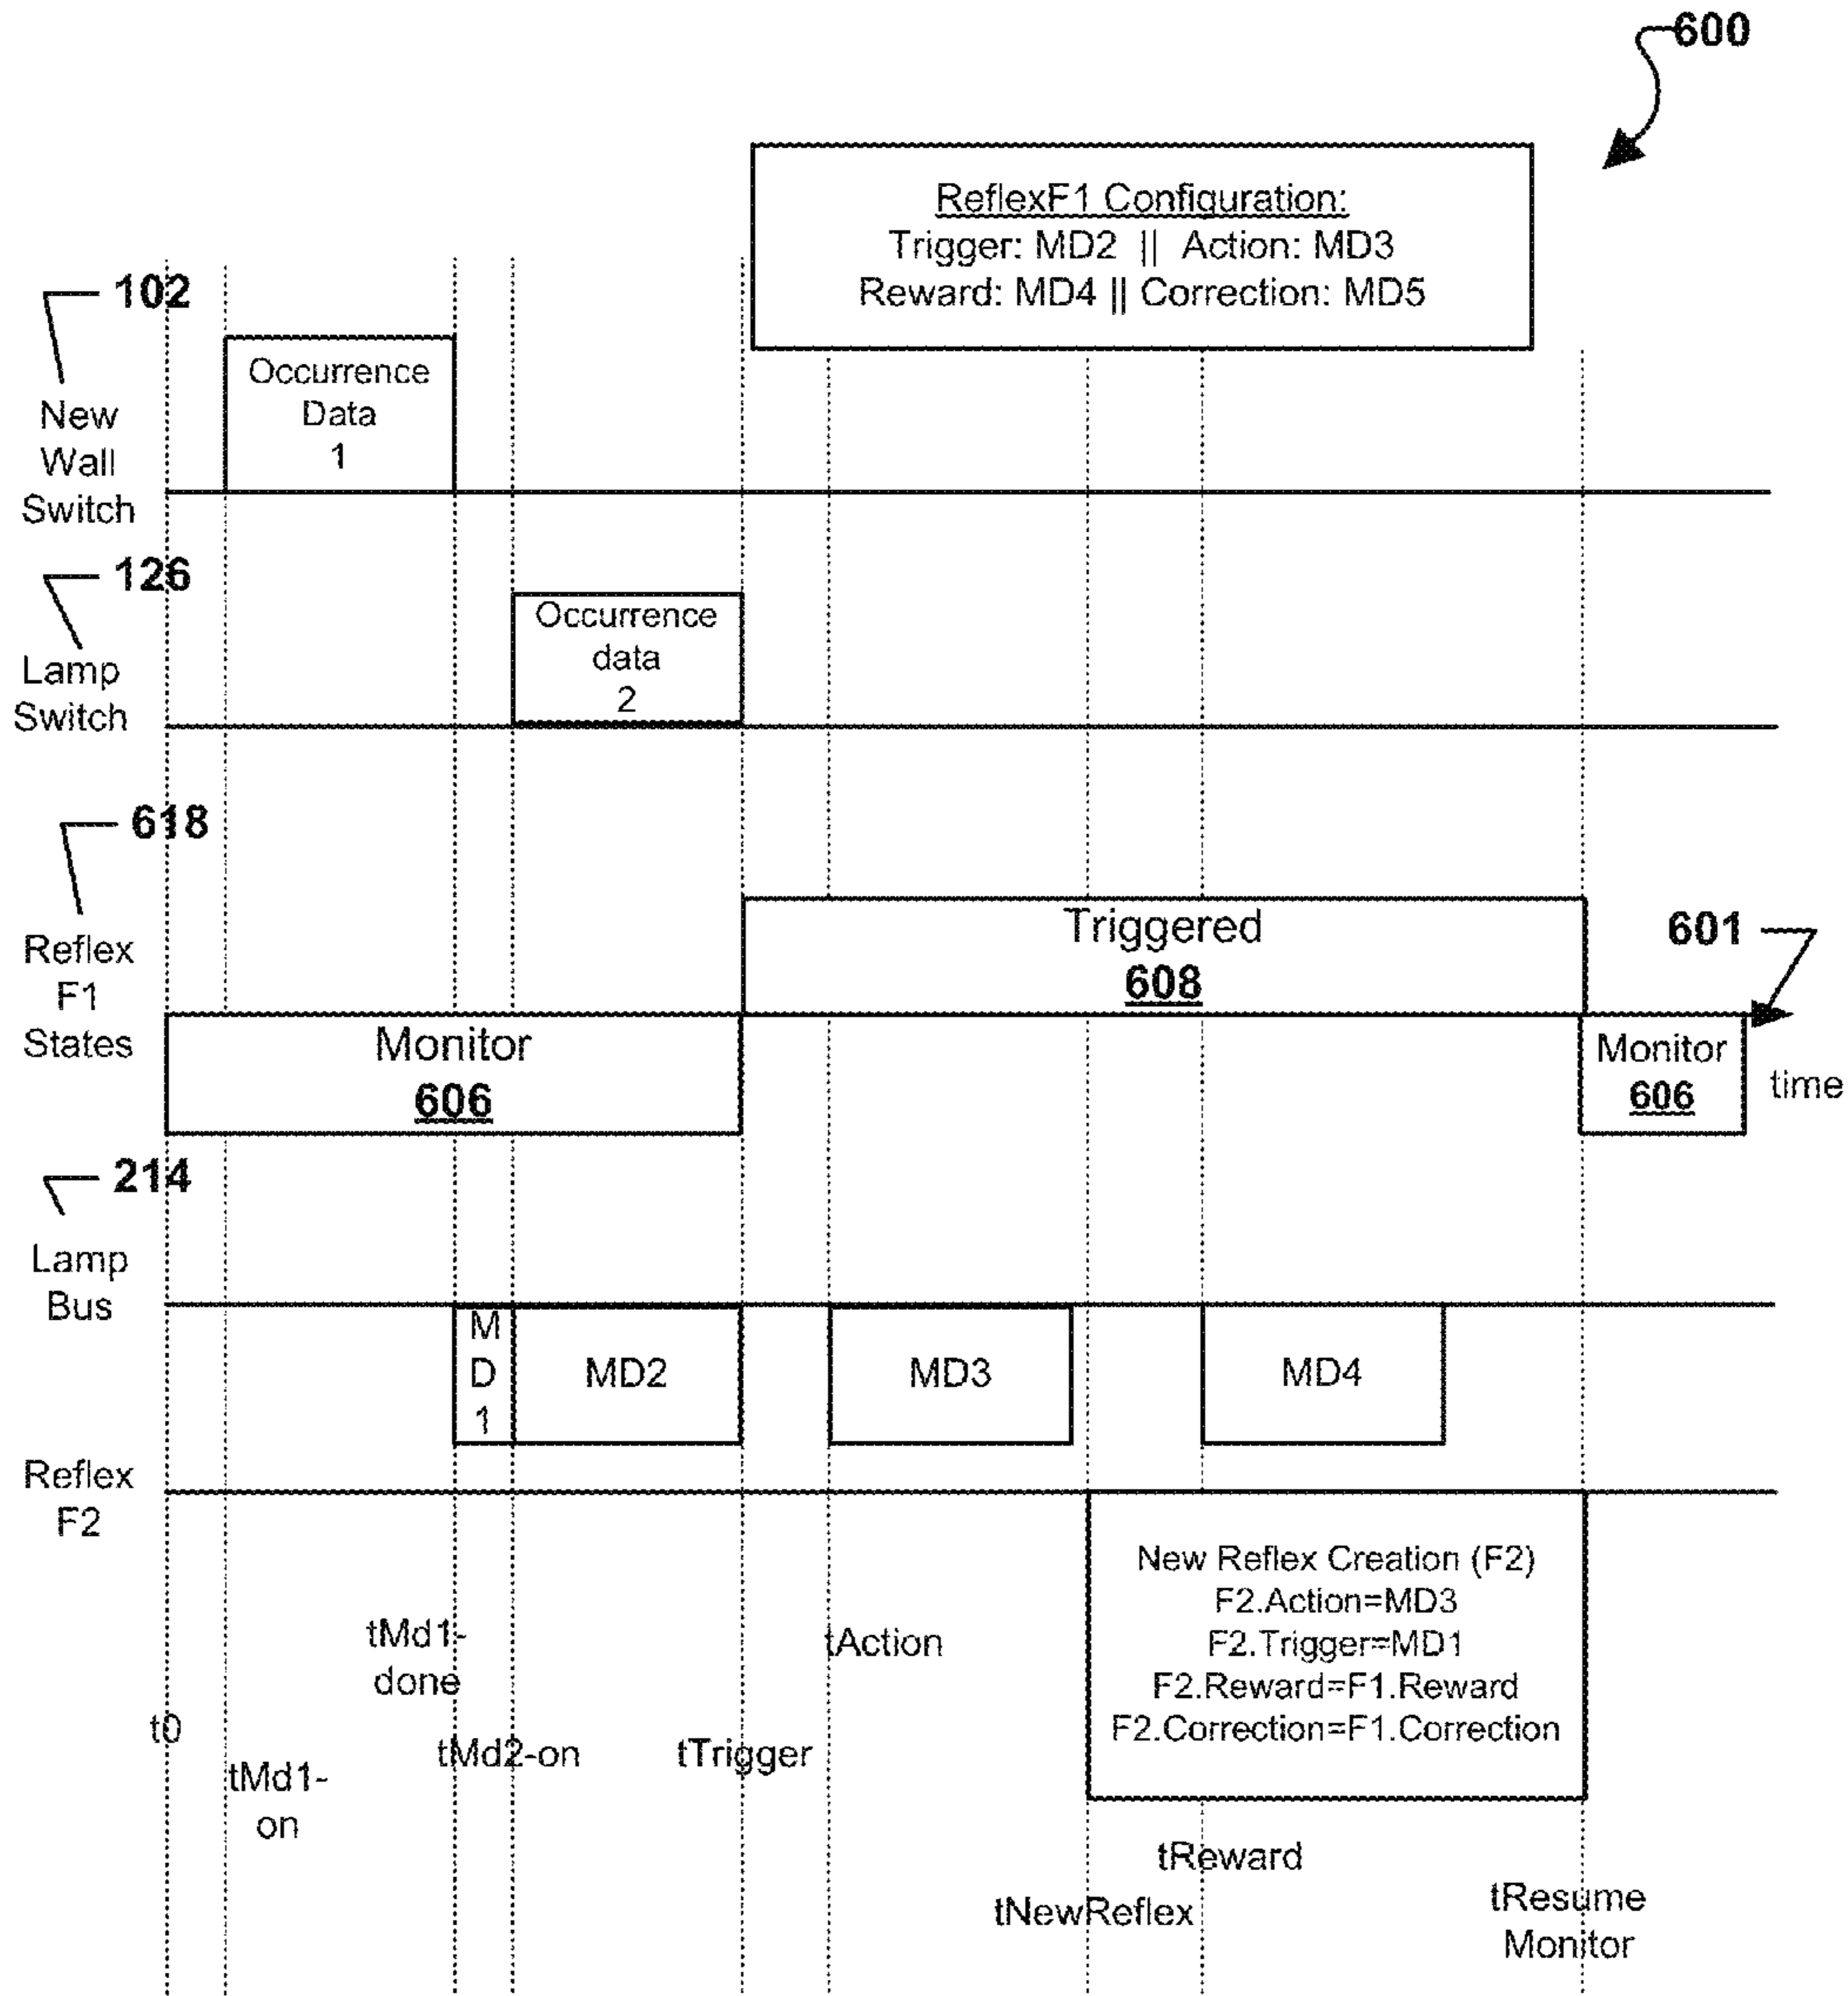 600
ReflexF1 Configuration:
Trigger: MD2 || Action: MD3
Reward: MD4 || Correction: MD5
102
New
Wall
Switch
Occurrence
Data
1
126
Lamp
Switch
Occurrence
data
2
618
Reflex
F1
States
Triggered
608
601
Monitor
606
Monitor
606
time
214
Lamp
Bus
M
D
1
MD2
MD3
MD4
Reflex
F2
New Reflex Creation (F2)
F2.Action=MD3
F2.Trigger=MD1
F2.Reward=F1.Reward
F2.Correction=F1.Correction
t0
tMd1-
on
tMd1-
done
tMd2-on
tTrigger
tAction
tNewReflex
tReward
tResume
Monitor